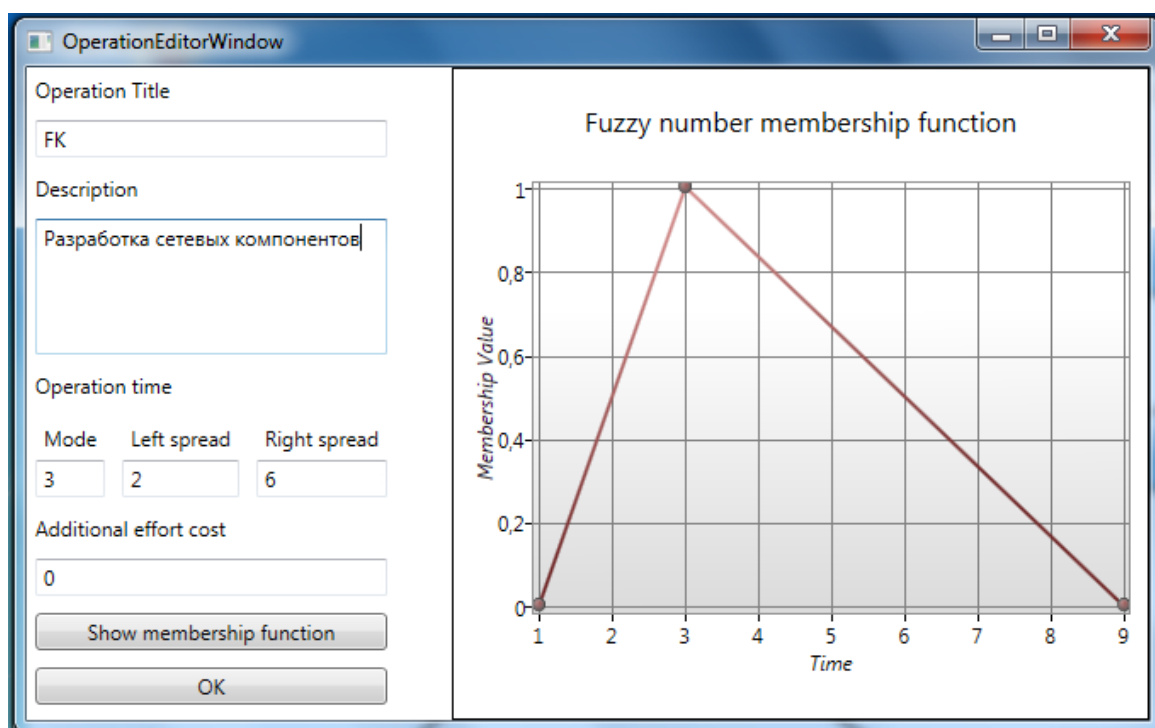 OperationEditorWindow
Operation Title
FK
Description
Разработка сетевых компонентов
Operation time
Mode Left spread Right spread
3 2 6
Additional effort cost
0
Show membership function
OK
Fuzzy number membership function
Membership Value
1
0,8
0,6
0,4
0,2
0
1 2 3 4 5 6 7 8 9
Time